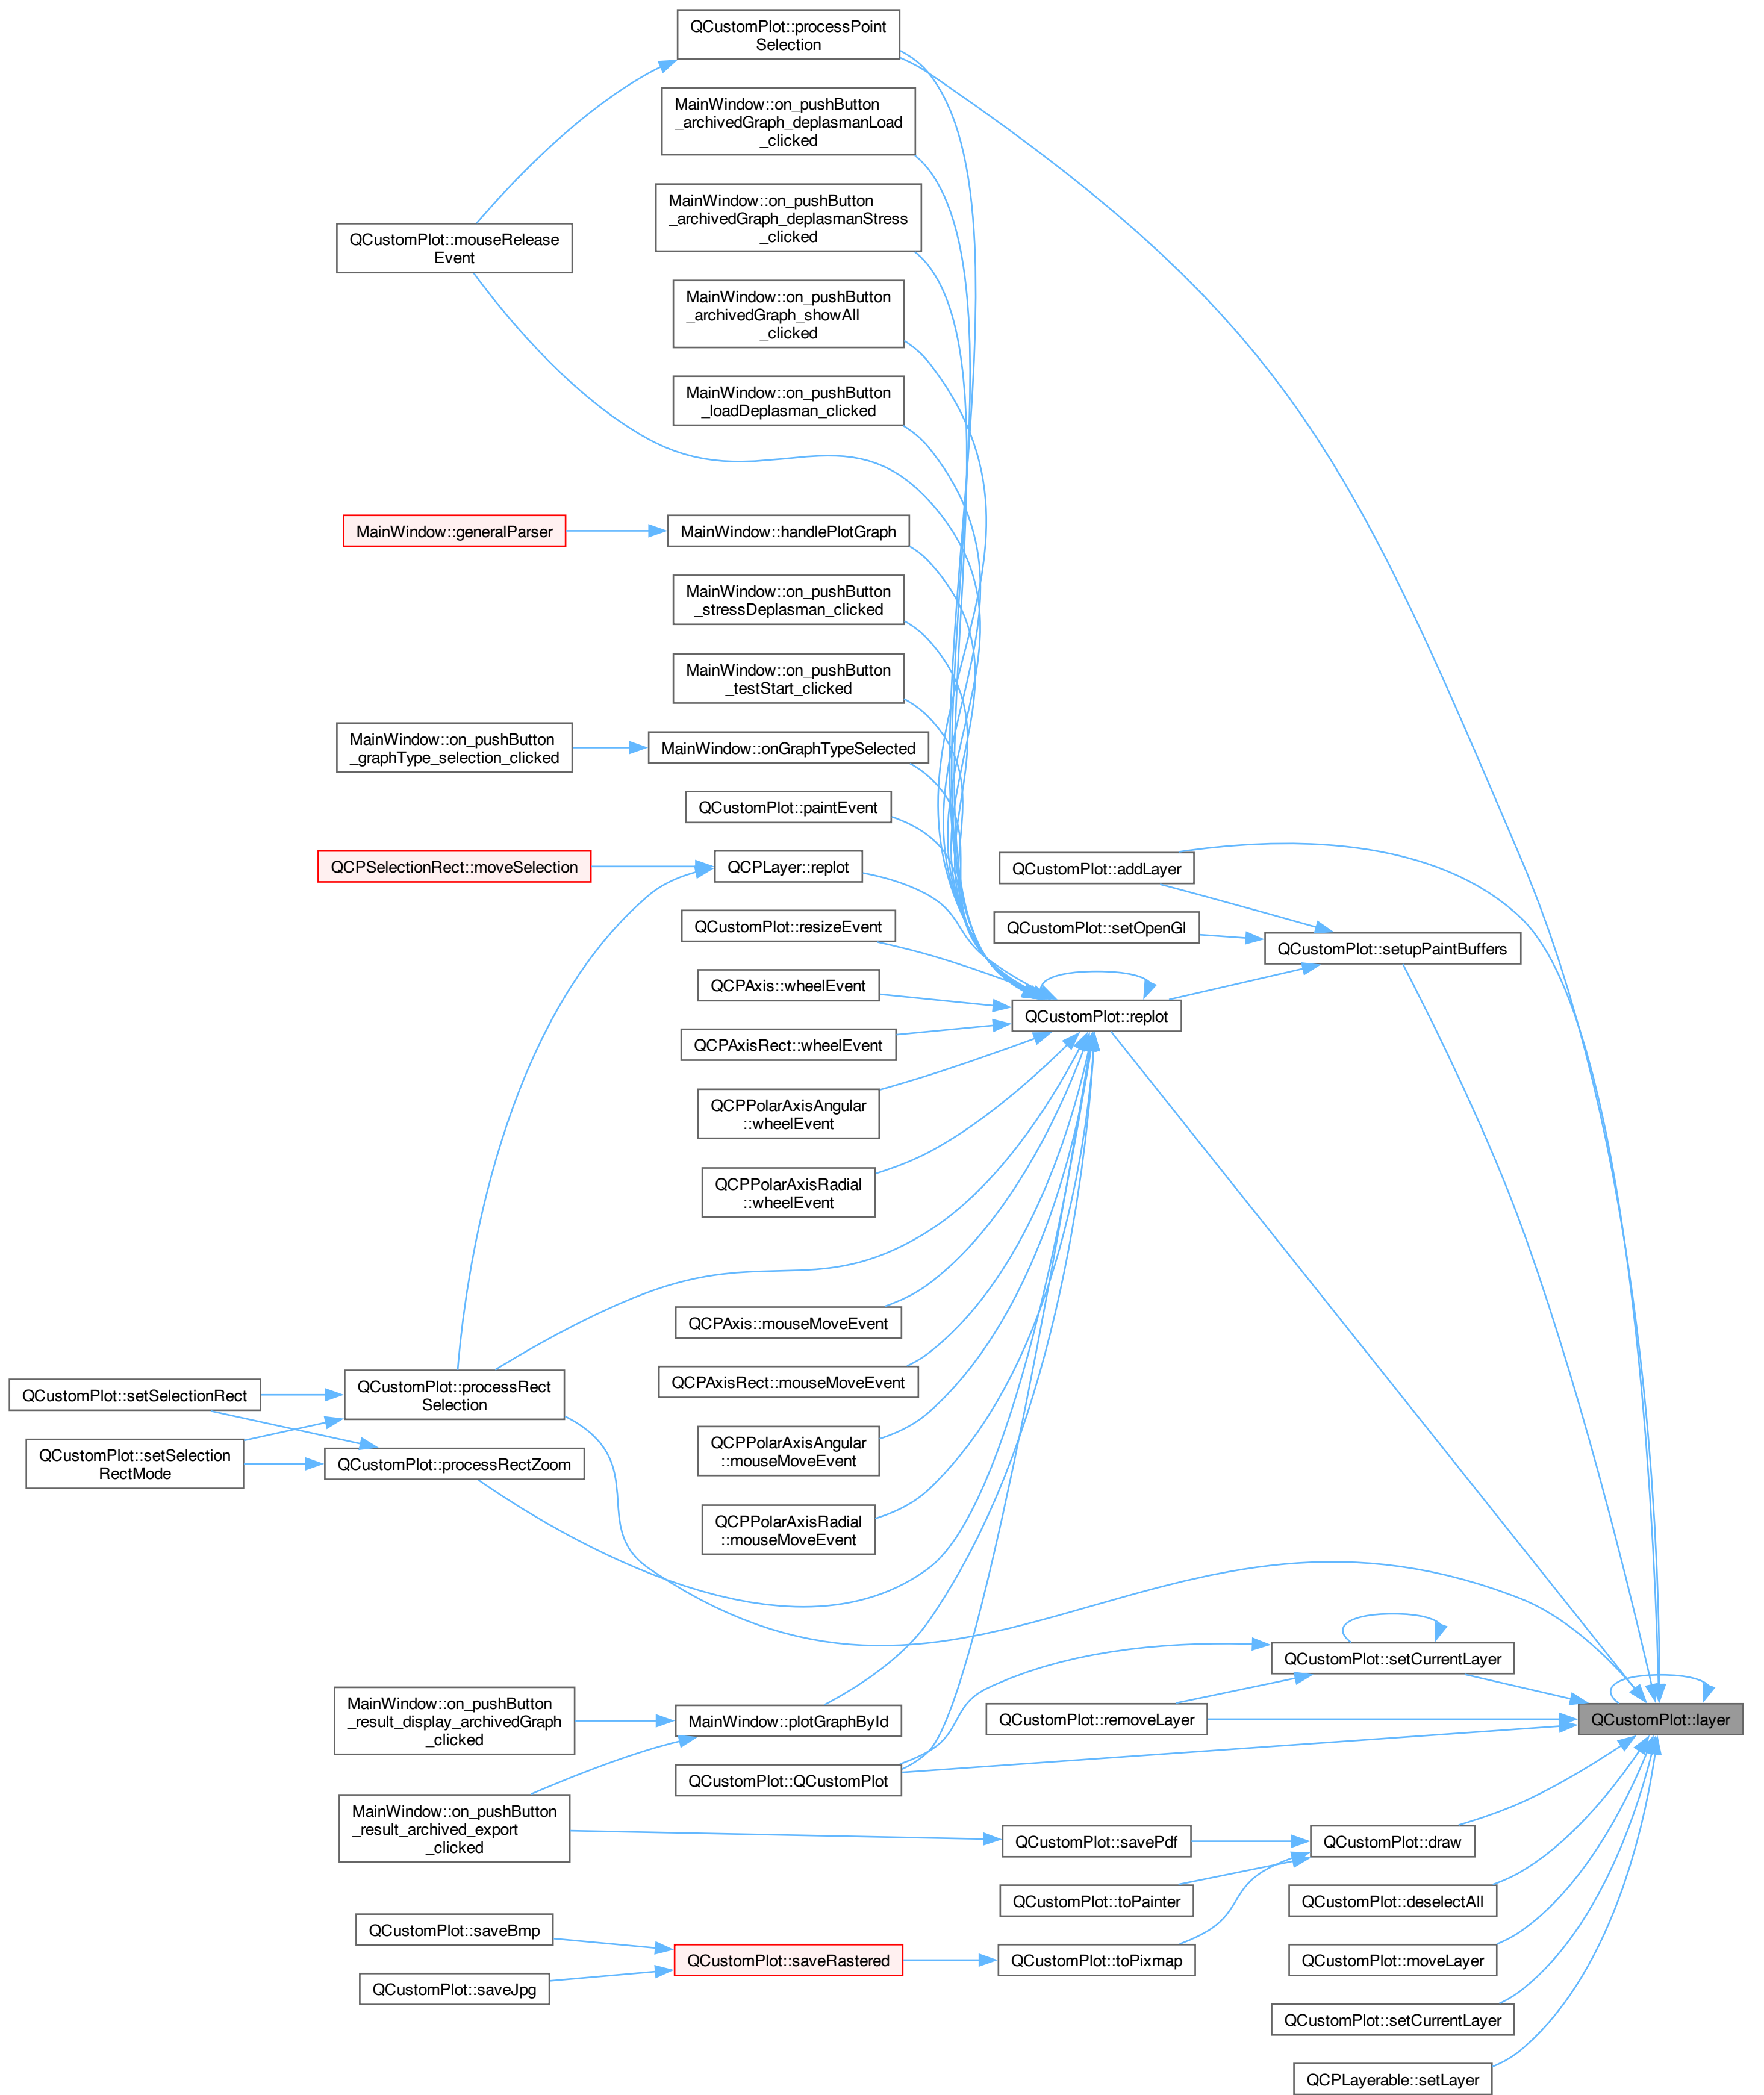 QCustomPlot::processPoint
Selection
MainWindow::on_pushButton
_archivedGraph_deplasmanLoad
_clicked
MainWindow::on_pushButton
_archivedGraph_deplasmanStress
_clicked
QCustomPlot::mouseRelease
Event
MainWindow::on_pushButton
_archivedGraph_showAll
_clicked
MainWindow::on_pushButton
_loadDeplasman_clicked
MainWindow::generalParser
MainWindow::handlePlotGraph
MainWindow::on_pushButton
_stressDeplasman_clicked
MainWindow::on_pushButton
_testStart_clicked
MainWindow::on_pushButton
_graphType_selection_clicked
MainWindow::onGraphTypeSelected
QCustomPlot::paintEvent
QCPSelectionRect::moveSelection
QCPLayer::replot
QCustomPlot::addLayer
QCustomPlot::resizeEvent
QCustomPlot::setOpenGl
QCustomPlot::setupPaintBuffers
QCPAxis::wheelEvent
QCustomPlot::replot
QCPAxisRect::wheelEvent
QCPPolarAxisAngular
::wheelEvent
QCPPolarAxisRadial
::wheelEvent
QCPAxis::mouseMoveEvent
QCPAxisRect::mouseMoveEvent
QCustomPlot::setSelectionRect
QCustomPlot::processRect
Selection
QCPPolarAxisAngular
::mouseMoveEvent
QCustomPlot::setSelection
RectMode
QCustomPlot::processRectZoom
QCPPolarAxisRadial
::mouseMoveEvent
QCustomPlot::setCurrentLayer
MainWindow::on_pushButton
_result_display_archivedGraph
_clicked
MainWindow::plotGraphById
QCustomPlot::removeLayer
QCustomPlot::layer
QCustomPlot::QCustomPlot
MainWindow::on_pushButton
_result_archived_export
_clicked
QCustomPlot::savePdf
QCustomPlot::draw
QCustomPlot::toPainter
QCustomPlot::deselectAll
QCustomPlot::saveBmp
QCustomPlot::saveRastered
QCustomPlot::toPixmap
QCustomPlot::moveLayer
QCustomPlot::saveJpg
QCustomPlot::setCurrentLayer
QCPLayerable::setLayer